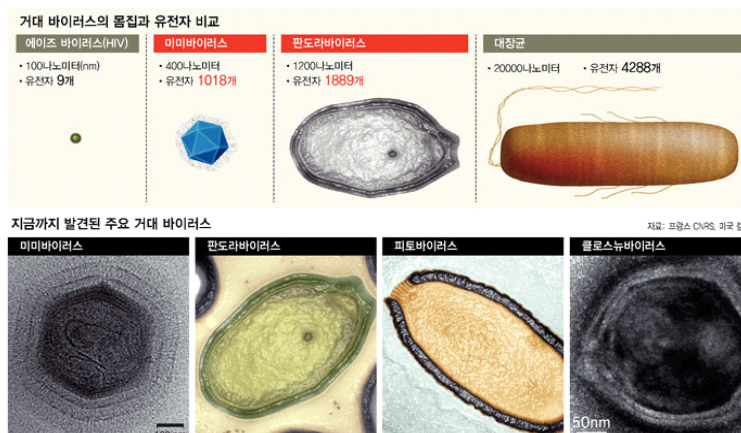 거대 바이러스의 몸집과 유전자 비교
에이즈 바이러스(HIV)
• 100나노미터(nm)
• 유전자 9개
미미바이러스
• 400나노미터
• 유전자 1018개
판도라바이러스
• 1200나노미터
• 유전자 1889개
대장균
• 20000나노미터 • 유전자 4288개
지금까지 발견된 주요 거대 바이러스
자료: 프랑스 CNRS, 미국
미미바이러스
판도라바이러스
피토바이러스
클로스뉴바이러스
50nm